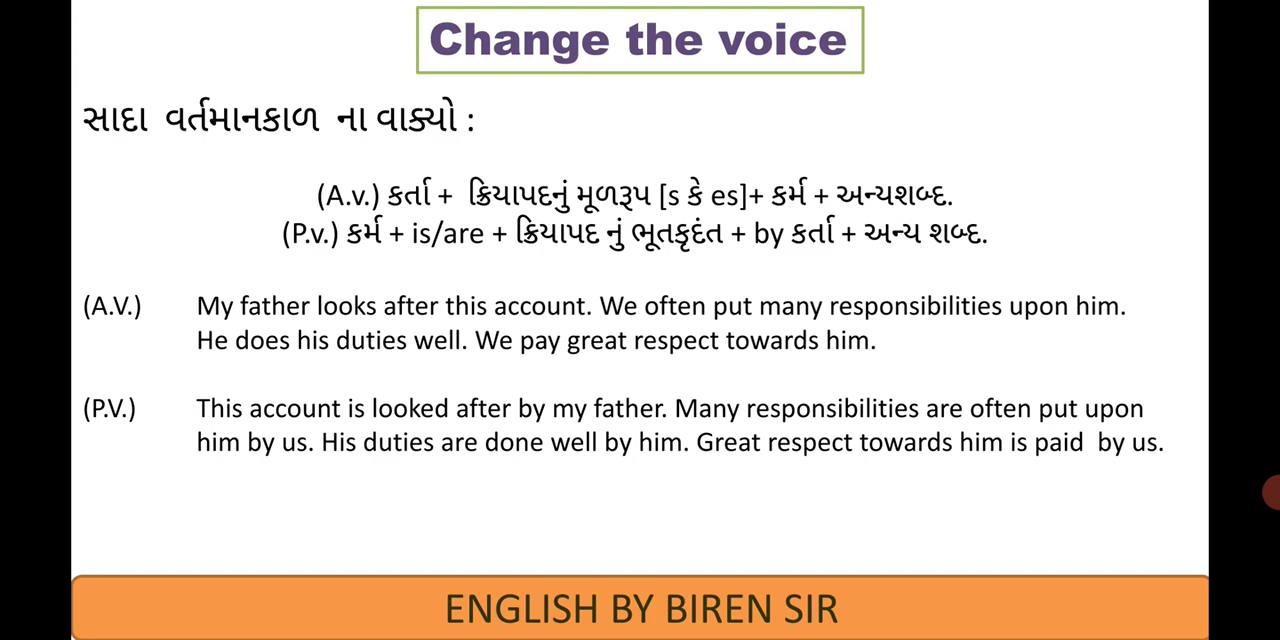 Change the voice
સાદા વર્તમાનકાળ ના વાક્યો :
(A.v.) કર્તા + ક્રિયાપદનું મૂળરૂપ [s કે es]+ કર્મ + અન્યશબ્દ.
(P.v.) કર્મ + is/are + ક્રિયાપદ નું ભૂતકૃદંત + by કર્તા + અન્ય શબ્દ.
(A.V.) My father looks after this account. We often put many responsibilities upon him.
He does his duties well. We pay great respect towards him.
(P.V.) This account is looked after by my father. Many responsibilities are often put upon
him by us. His duties are done well by him. Great respect towards him is paid by us.
ENGLISH BY BIREN SIR